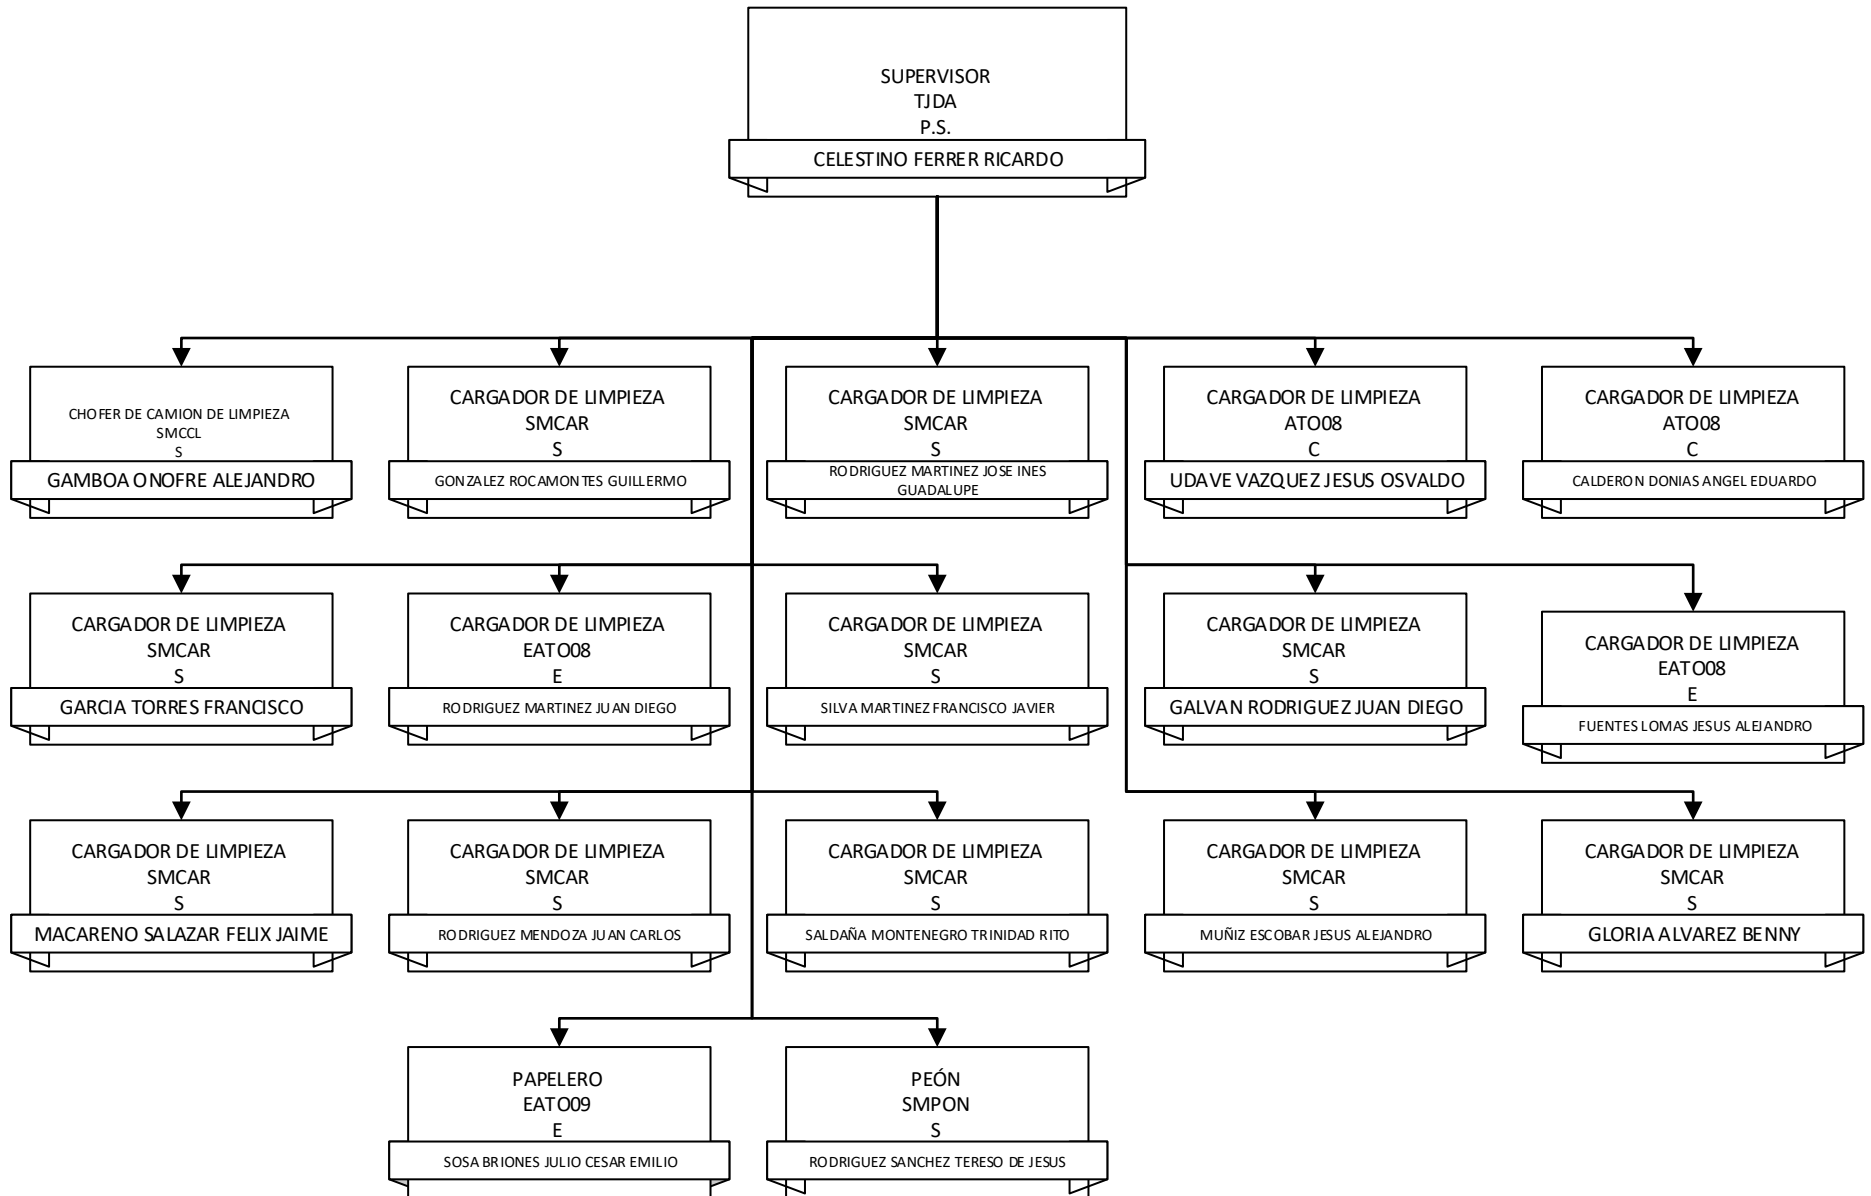 SUPERVISOR
TJDA
P.S.
CELESTINO FERRER RICARDO
CHOFER DE CAMION DE LIMPIEZA
SMCCL
S
GAMBOA ONOFRE ALEJANDRO
CARGADOR DE LIMPIEZA
SMCAR
S
GONZALEZ ROCAMONTES GUILLERMO
CARGADOR DE LIMPIEZA
SMCAR
S
RODRIGUEZ MARTINEZ JOSE INES
GUADALUPE
CARGADOR DE LIMPIEZA
ATO08
C
UDAVE VAZQUEZ JESUS OSVALDO
CARGADOR DE LIMPIEZA
ATO08
C
CALDERON DONIAS ANGEL EDUARDO
CARGADOR DE LIMPIEZA
SMCAR
S
GARCIA TORRES FRANCISCO
CARGADOR DE LIMPIEZA
EATO08
E
RODRIGUEZ MARTINEZ JUAN DIEGO
CARGADOR DE LIMPIEZA
SMCAR
S
SILVA MARTINEZ FRANCISCO JAVIER
CARGADOR DE LIMPIEZA
SMCAR
S
GALVAN RODRIGUEZ JUAN DIEGO
CARGADOR DE LIMPIEZA
EATO08
E
FUENTES LOMAS JESUS ALEJANDRO
CARGADOR DE LIMPIEZA
SMCAR
S
MACARENO SALAZAR FELIX JAIME
CARGADOR DE LIMPIEZA
SMCAR
S
RODRIGUEZ MENDOZA JUAN CARLOS
CARGADOR DE LIMPIEZA
SMCAR
S
SALDAÑA MONTENEGRO TRINIDAD RITO
CARGADOR DE LIMPIEZA
SMCAR
S
MUÑIZ ESCOBAR JESUS ALEJANDRO
CARGADOR DE LIMPIEZA
SMCAR
S
GLORIA ALVAREZ BENNY
PAPELERO
EATO09
E
SOSA BRIONES JULIO CESAR EMILIO
PEÓN
SMPON
S
RODRIGUEZ SANCHEZ TERESO DE JESUS